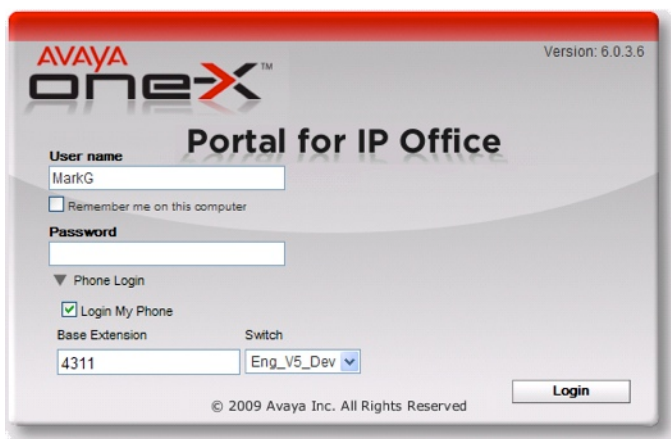 AVAYA
one-X™
Version: 6.0.3.6
Portal for IP Office
User name
MarkG
Remember me on this computer
Password
Phone Login
Login My Phone
Base Extension Switch
4311 Eng_V5_Dev
Login
© 2009 Avaya Inc. All Rights Reserved